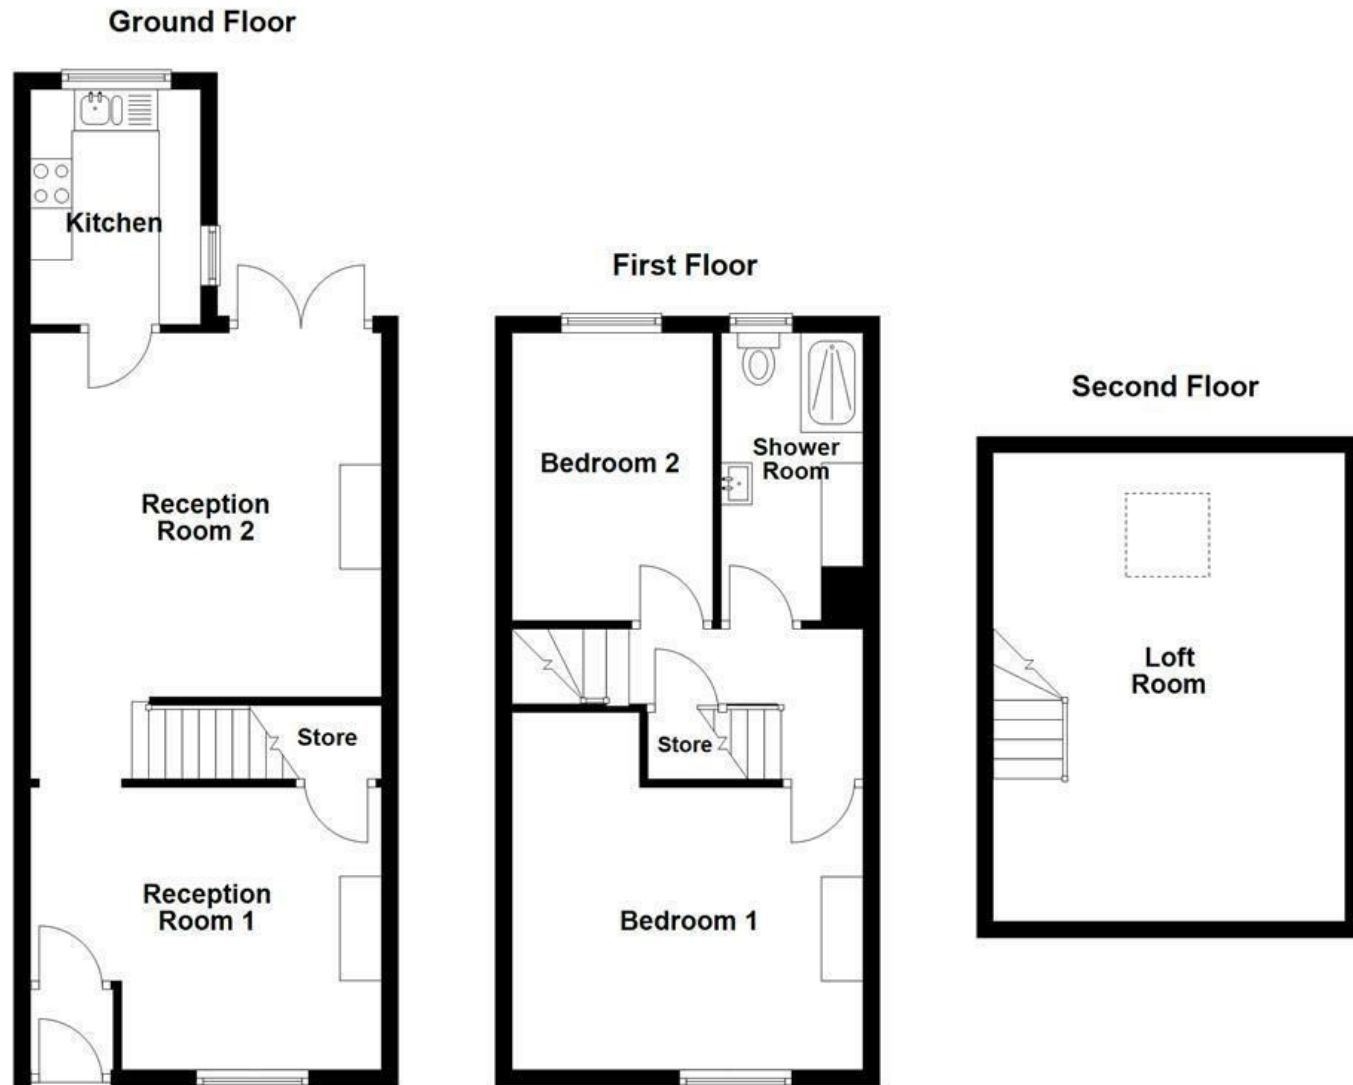 Ground Floor
Kitchen
Reception
Room 2
Store
Reception
Room 1
First Floor
Bedroom 2
Shower
Room
Store
Bedroom 1
Second Floor
Loft
Room